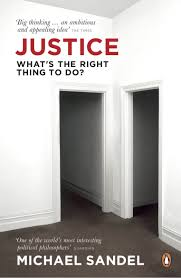 'Big thinking ... an ambitious
and appealing idea' THE TIMES
JUSTICE
WHAT'S THE RIGHT
THING TO DO?
'One of the world's most interesting
political philosophers' GUARDIAN
MICHAEL SANDEL